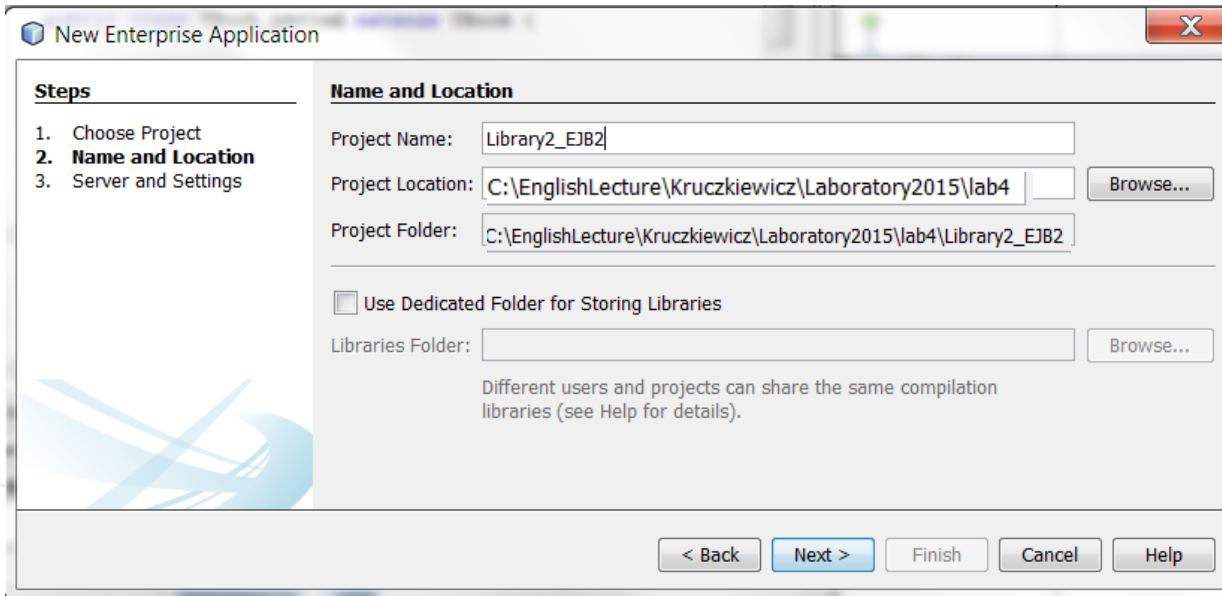 New Enterprise Application
X
Steps
1. Choose Project
2. Name and Location
3. Server and Settings
Name and Location
Project Name: Library2_EJB2
Project Location: C:\EnglishLecture\Kruczkiewicz\Laboratory2015\lab4 Browse...
Project Folder: C:\EnglishLecture\Kruczkiewicz\Laboratory2015\lab4\Library2_EJB2
Use Dedicated Folder for Storing Libraries
Libraries Folder: Browse...
Different users and projects can share the same compilation
libraries (see Help for details).
< Back Next > Finish Cancel Help